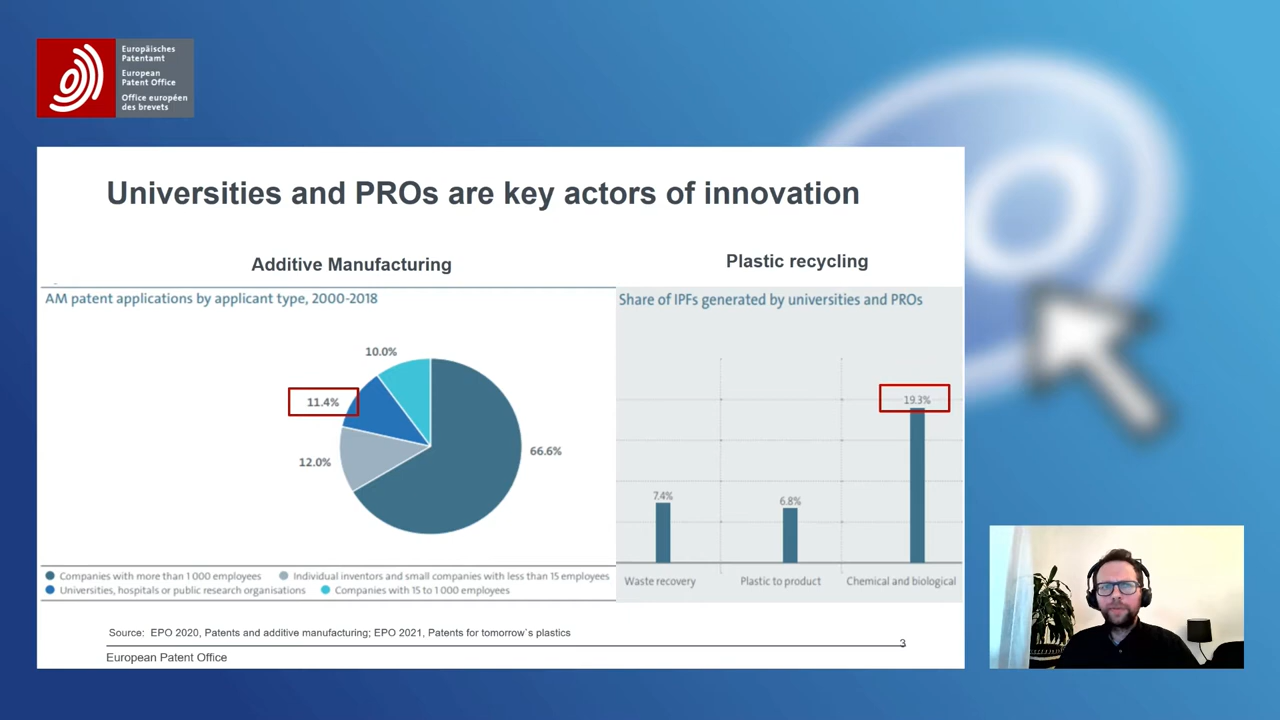 Europäisches
Patentamt
European
Patent Office
Office européen
des brevets
Universities and PROs are key actors of innovation
Additive Manufacturing
AM patent applications by applicant type, 2000-2018
10.0%
11.4%
12.0%
66.6%
Companies with more than 1 000 employees
Individual inventors and small companies with less than 15 employees
Universities, hospitals or public research organisations
Companies with 15 to 1 000 employees
Plastic recycling
Share of IPFs generated by universities and PROs
7.4%
6.8%
19.3%
Waste recovery
Plastic to product
Chemical and biological
Source: EPO 2020, Patents and additive manufacturing; EPO 2021, Patents for tomorrow`s plastics
3
European Patent Office